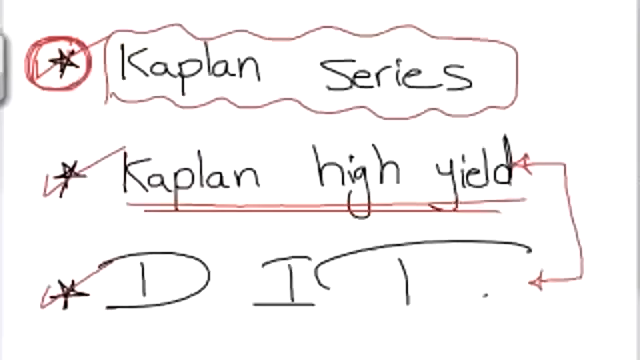 Kaplan Series
Kaplan high yield
D I T .